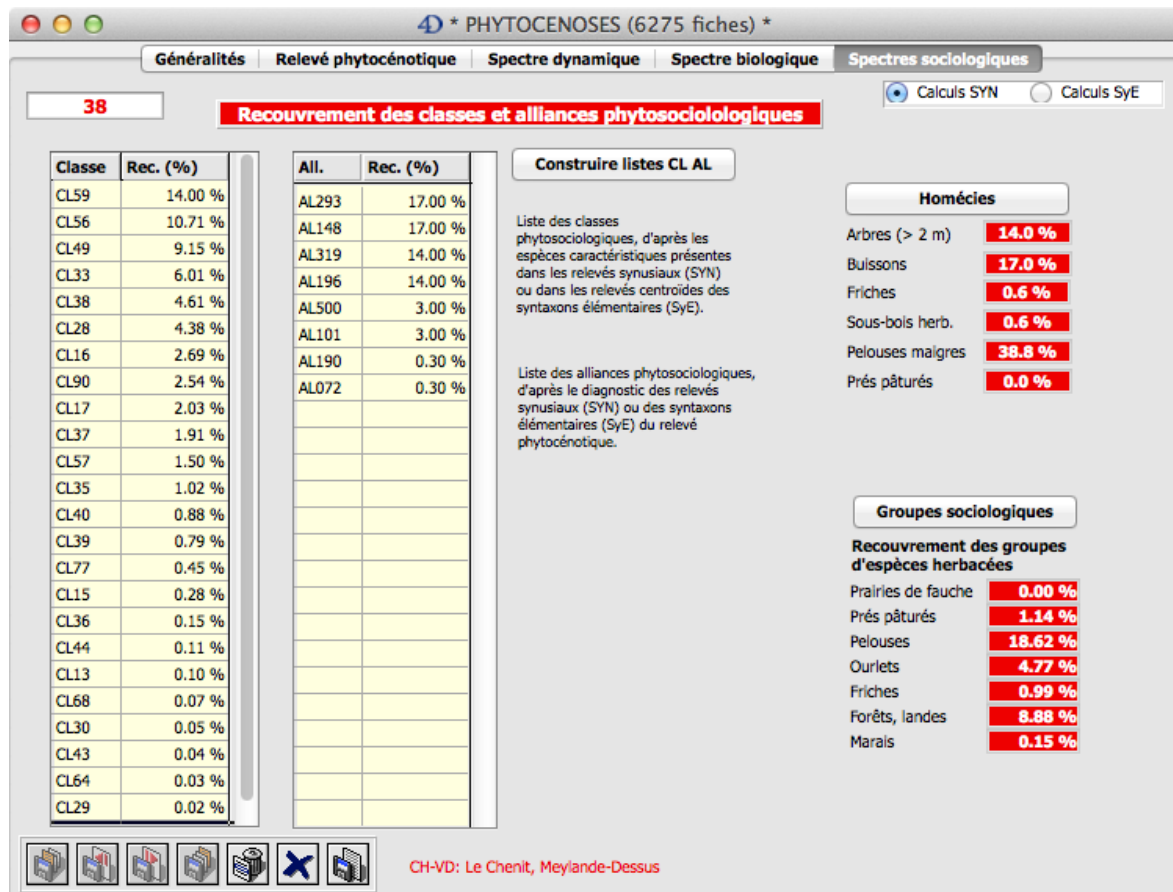 4D * PHYTOCENOSES (6275 fiches) *
Généralités Relevé phytocénotique Spectre dynamique Spectre biologique Spectres sociologiques
Calculs SYN Calculs SyE
38
Recouvrement des classes et alliances phytosociolologiques
Classe Rec. (%)
CL59 14.00 %
CL56 10.71 %
CL49 9.15 %
CL33 6.01 %
CL38 4.61 %
CL28 4.38 %
CL16 2.69 %
CL90 2.54 %
CL17 2.03 %
CL37 1.91 %
CL57 1.50 %
CL35 1.02 %
CL40 0.88 %
CL39 0.79 %
CL77 0.45 %
CL15 0.28 %
CL36 0.15 %
CL44 0.11 %
CL13 0.10 %
CL68 0.07 %
CL30 0.05 %
CL43 0.04 %
CL64 0.03 %
CL29 0.02 %
All. Rec. (%)
AL293 17.00 %
AL148 17.00 %
AL319 14.00 %
AL196 14.00 %
AL500 3.00 %
AL101 3.00 %
AL190 0.30 %
AL072 0.30 %
Construire listes CL AL
Liste des classes
phytosociologiques, d'après les
espèces caractéristiques présentes
dans les relevés synusiaux (SYN)
ou dans les relevés centroïdes des
syntaxons élémentaires (SyE).
Liste des alliances phytosociologiques,
d'après le diagnostic des relevés
synusiaux (SYN) ou des syntaxons
élémentaires (SyE) du relevé
phytocénotique.
Homécies
Arbres (> 2 m) 14.0 %
Buissons 17.0 %
Friches 0.6 %
Sous-bois herb. 0.6 %
Pelouses maigres 38.8 %
Prés pâturés 0.0 %
Groupes sociologiques
Recouvrement des groupes
d'espèces herbacées
Prairies de fauche 0.00 %
Prés pâturés 1.14 %
Pelouses 18.62 %
Ourlets 4.77 %
Friches 0.99 %
Forêts, landes 8.88 %
Marais 0.15 %
CH-VD: Le Chenit, Meylande-Dessus